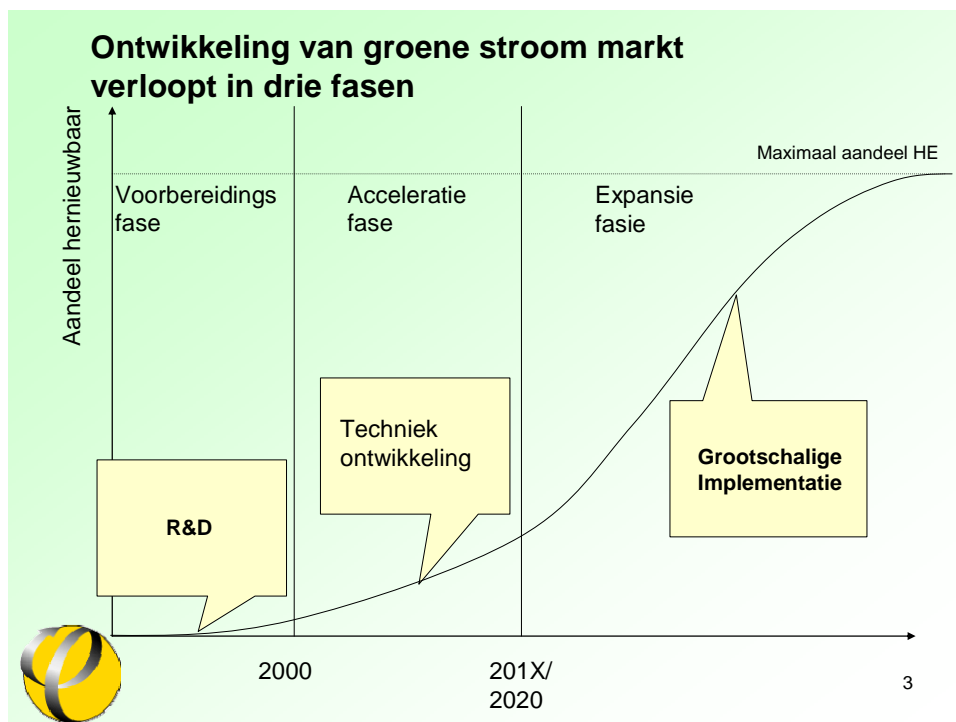 Ontwikkeling van groene stroom markt
verloopt in drie fasen
Aandeel hernieuwbaar
Maximaal aandeel HE
Voorbereidings
fase
Acceleratie
fase
Expansie
fasie
Techniek
ontwikkeling
Grootschalige
Implementatie
R&D
2000
201X/
2020
3